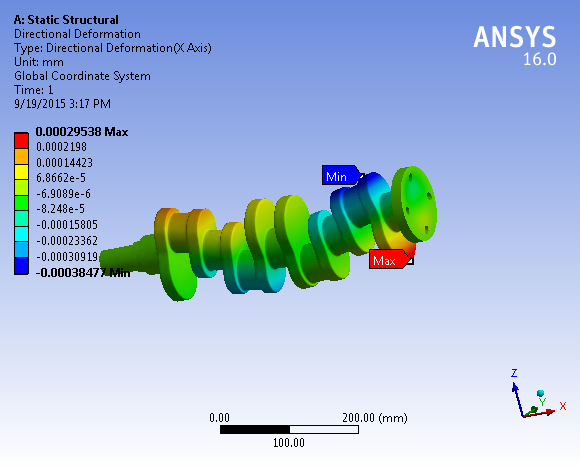 A: Static Structural
Directional Deformation
Type: Directional Deformation(X Axis)
Unit: mm
Global Coordinate System
Time: 1
9/19/2015 3:17 PM
ANSYS
16.0
0.00029538 Max
0.0002198
0.00014423
6.8662e-5
-6.9089e-6
-8.248e-5
-0.00015805
-0.00023362
-0.00030919
-0.00038477 Min
Min
Max
0.00
200.00 (mm)
100.00
Z
Y
X